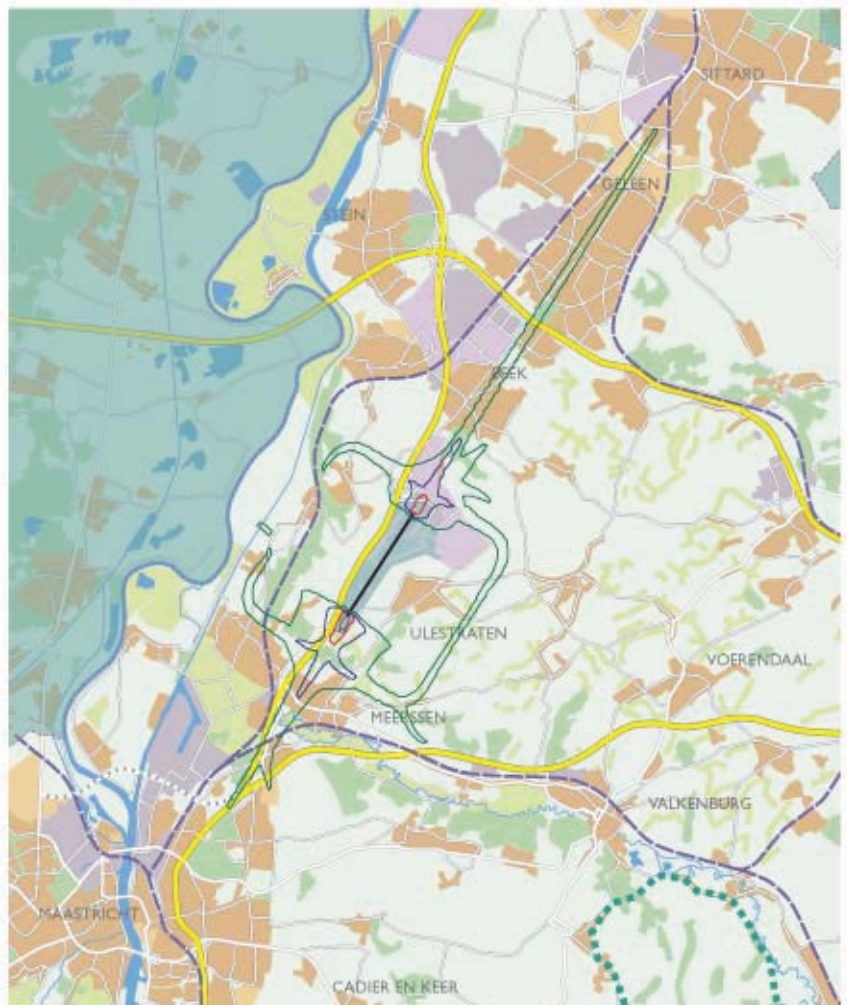 SITTARD
GELEEN
STEIN
BEEK
ULESTRATEN
VOERENDAAL
MEERSSEN
VALKENBURG
MAASTRICHT
CADIER EN KEER